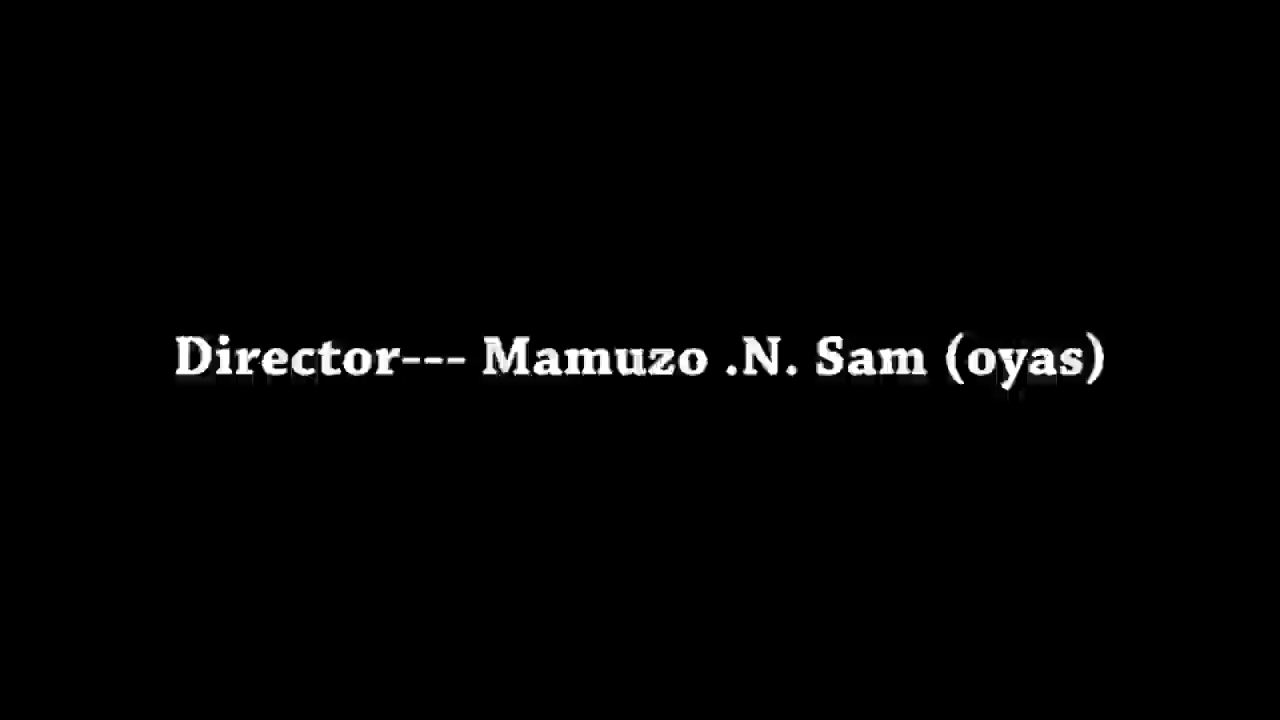 Director--- Mamuzo .N. Sam (oyas)